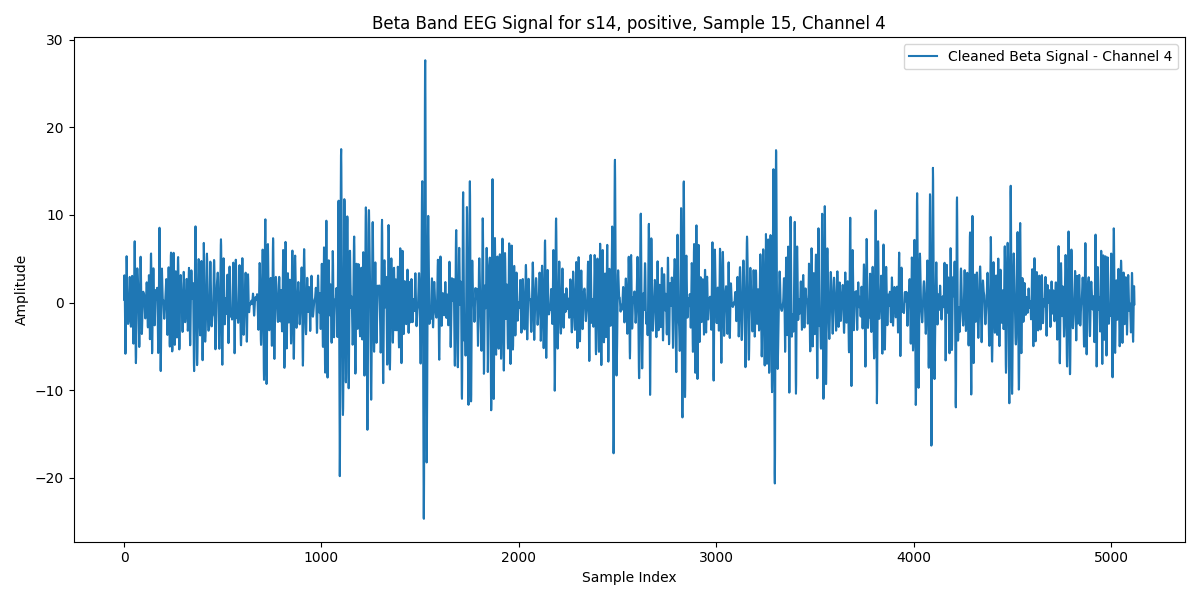 Beta Band EEG Signal for s14, positive, Sample 15, Channel 4
Cleaned Beta Signal - Channel 4
30
20
10
0
−10
−20
Amplitude
0 1000 2000 3000 4000 5000
Sample Index